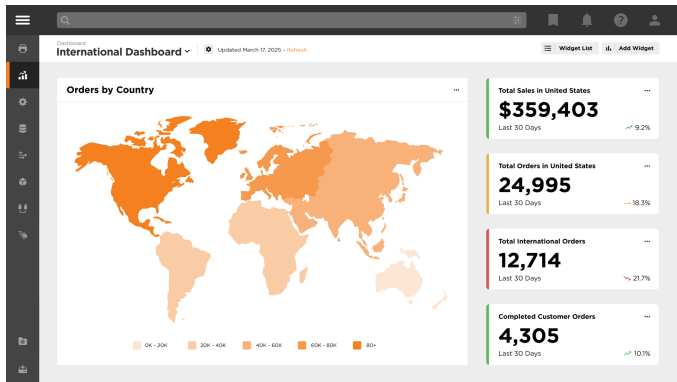 Dashboard
International Dashboard
Updated March 17, 2025 - Refresh
Widget List
Add Widget
Orders by Country
0K - 20K
20K - 40K
40K - 60K
60K - 80K
80+
Total Sales in United States
$359,403
Last 30 Days
9.2%
Total Orders in United States
24,995
Last 30 Days
18.3%
Total International Orders
12,714
Last 30 Days
21.7%
Completed Customer Orders
4,305
Last 30 Days
10.1%